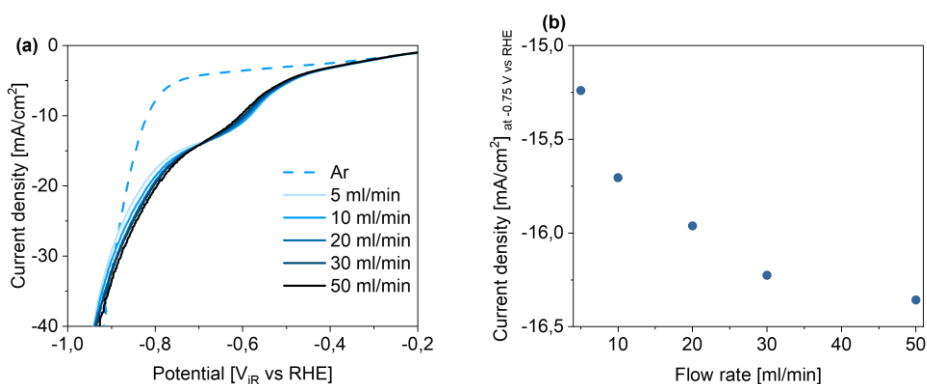 (a)
0
-10
-20
-30
-40
Current density [mA/cm²]
-1,0
-0,8
-0,6
-0,4
-0,2
Potential [V_iR vs RHE]
Ar
5 ml/min
10 ml/min
20 ml/min
30 ml/min
50 ml/min
(b)
-15,0
-15,5
-16,0
-16,5
Current density [mA/cm²] at -0.75 V vs RHE
10
20
30
40
50
Flow rate [ml/min]